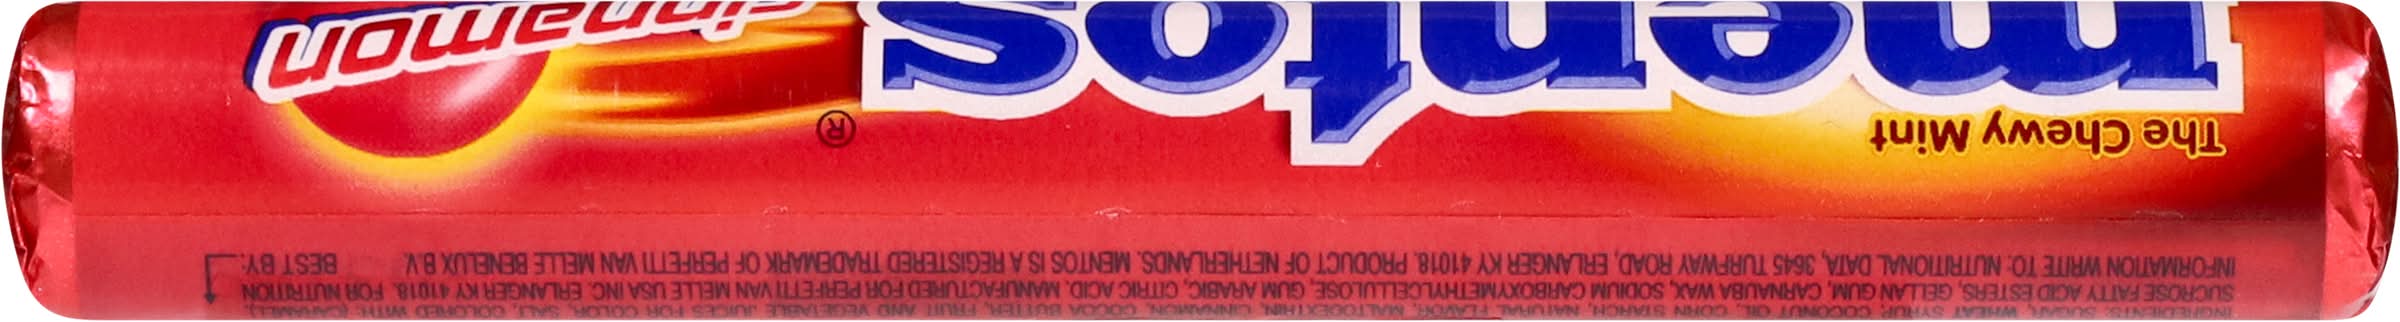 INGREDIENTS: SUGAR, WHEAT SYRUP, COCONUT OIL, CORN STARCH, NATURAL FLAVOR, MALTODEXTRIN, CINNAMON, COCOA BUTTER, FRUIT AND VEGETABLE JUICES FOR COLOR, SALT, COLORED WITH: (CARAMEL),
SUCROSE FATTY ACID ESTERS, GELLAN GUM, CARNAUBA WAX, SODIUM CARBOXYMETHYLCELLULOSE, GUM ARABIC, CITRIC ACID. MANUFACTURED FOR PERFETTI VAN MELLE USA INC. ERLANGER KY 41018. FOR NUTRITION
INFORMATION WRITE TO: NUTRITIONAL DATA, 3645 TURFWAY ROAD, ERLANGER KY 41018. PRODUCT OF NETHERLANDS. MENTOS IS A REGISTERED TRADEMARK OF PERFETTI VAN MELLE BENELUX B.V.
BEST BY:
The Chewy Mint
mentos®
cinnamon